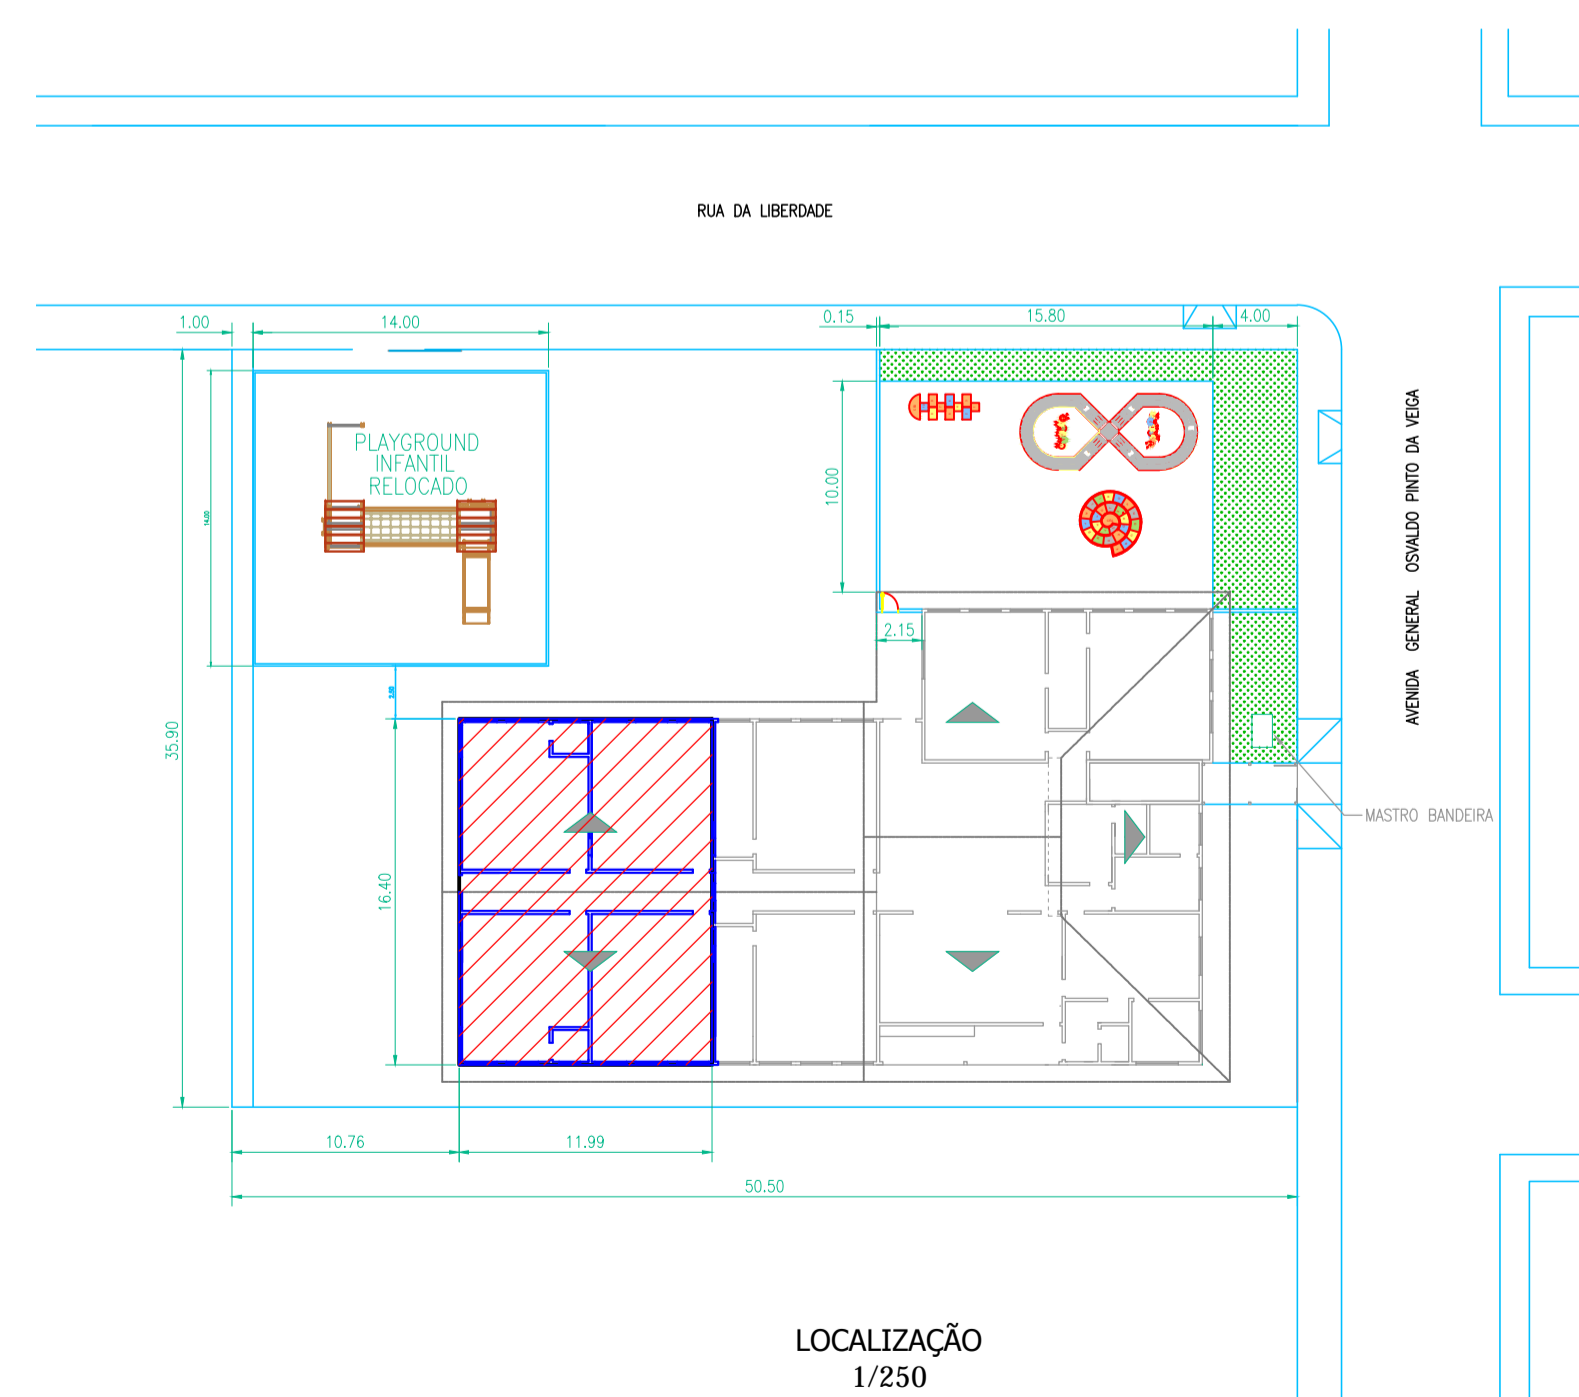 RUA DA LIBERDADE
1.00
14.00
0.15
15.80
4.00
PLAYGROUND
INFANTIL
RELOCADO
14.00
10.00
AVENIDA GENERAL OSVALDO PINTO DA VEIGA
2.15
35.90
16.40
MASTRO BANDEIRA
10.76
11.99
50.50
LOCALIZAÇÃO
1/250